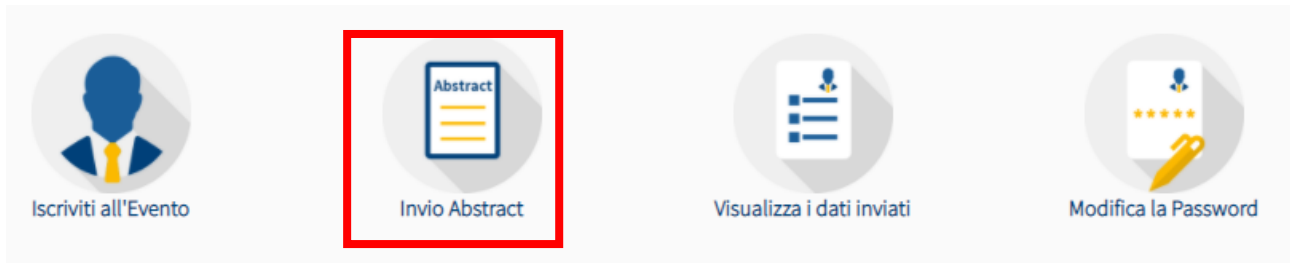 Abstract
Iscriviti all'Evento
Invio Abstract
Visualizza i dati inviati
Modifica la Password